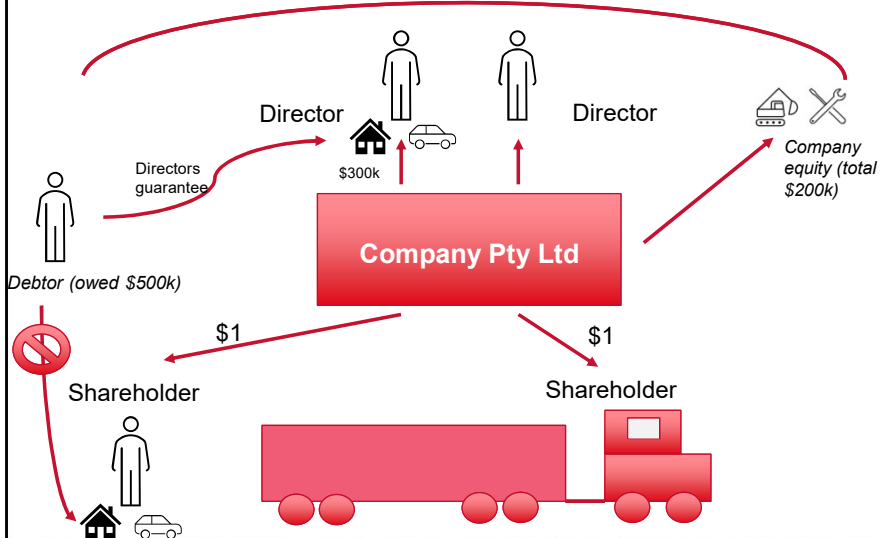 Director
Director
Directors
guarantee
$300k
Company
equity (total
$200k)
Company Pty Ltd
Debtor (owed $500k)
$1
$1
Shareholder
Shareholder